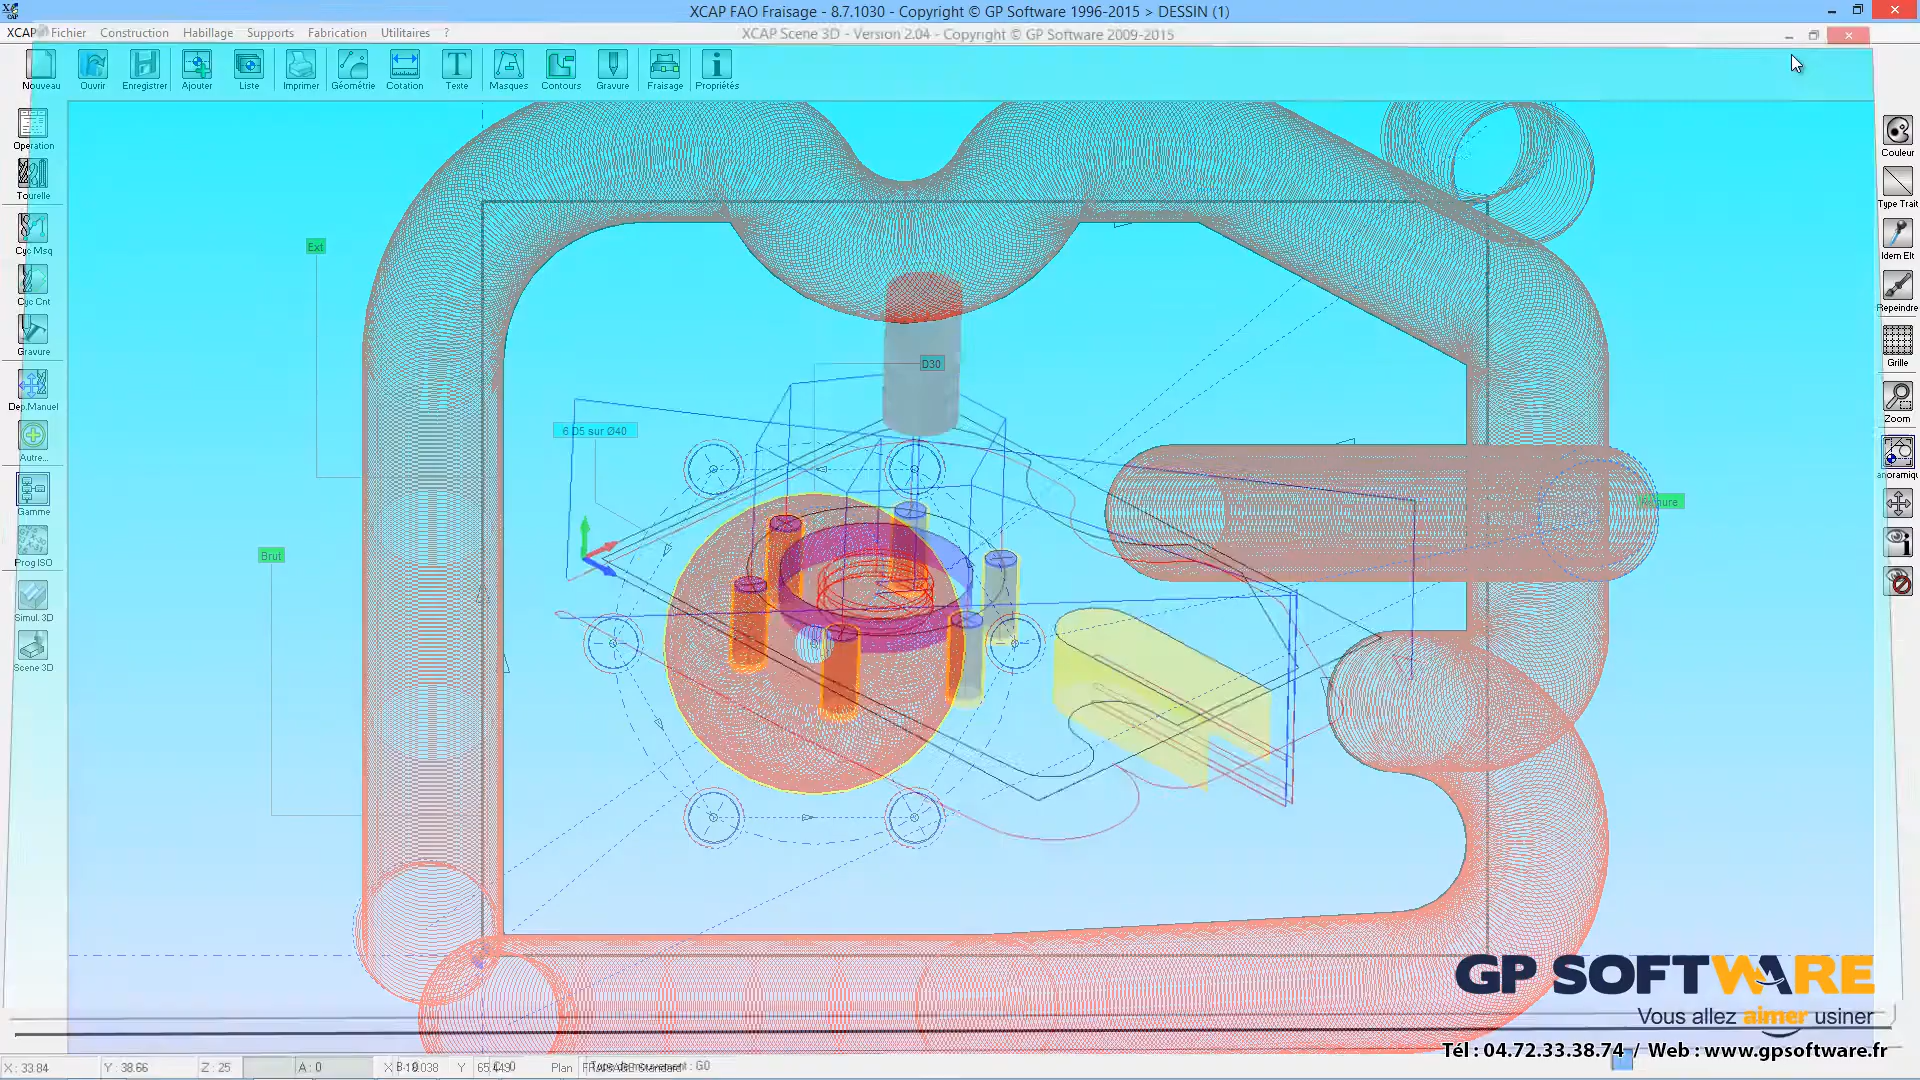 XCAP FAO Fraisage - 8.7.1030 - Copyright © GP Software 1996-2015 > DESSIN (1)
XCAP Fichier Construction Habillage Supports Fabrication Utilitaires ?
XCAP Scene 3D - Version 2.04 - Copyright © GP Software 2009-2015
Nouveau Ouvrir Enregistrer Ajouter Liste Imprimer Géométrie Cotation Texte Masques Contours Gravure Fraisage Propriétés
Operation
Tourelle
Cyc Msq
Cyc Cnt
Gravure
Dep.Manuel
Autre...
Gamme
Prog ISO
Simul. 3D
Scene 3D
Couleur
Type Trait
Idem Elt
Repeindre
Grille
Zoom
anoramiqu
Ext
D30
6 D5 sur Ø40
Brut
GP SOFTWARE
Vous allez aimer usiner
Tél : 04.72.33.38.74 / Web : www.gpsoftware.fr
X : 33.84 Y : 38.66 Z : 25 A : 0 Plan